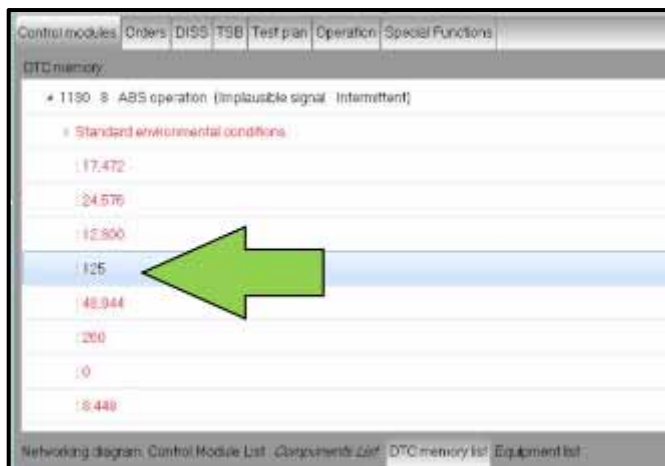 Control modules Orders DISS TSB Test plan Operation Special Functions
DTC memory
1130 8 ABS operation (Implausible signal Intermittent)
Standard environmental conditions
17,472
24,576
12,800
125
48,944
260
0
8,448
Networking diagram Control Module List Components List DTC memory list Equipment list